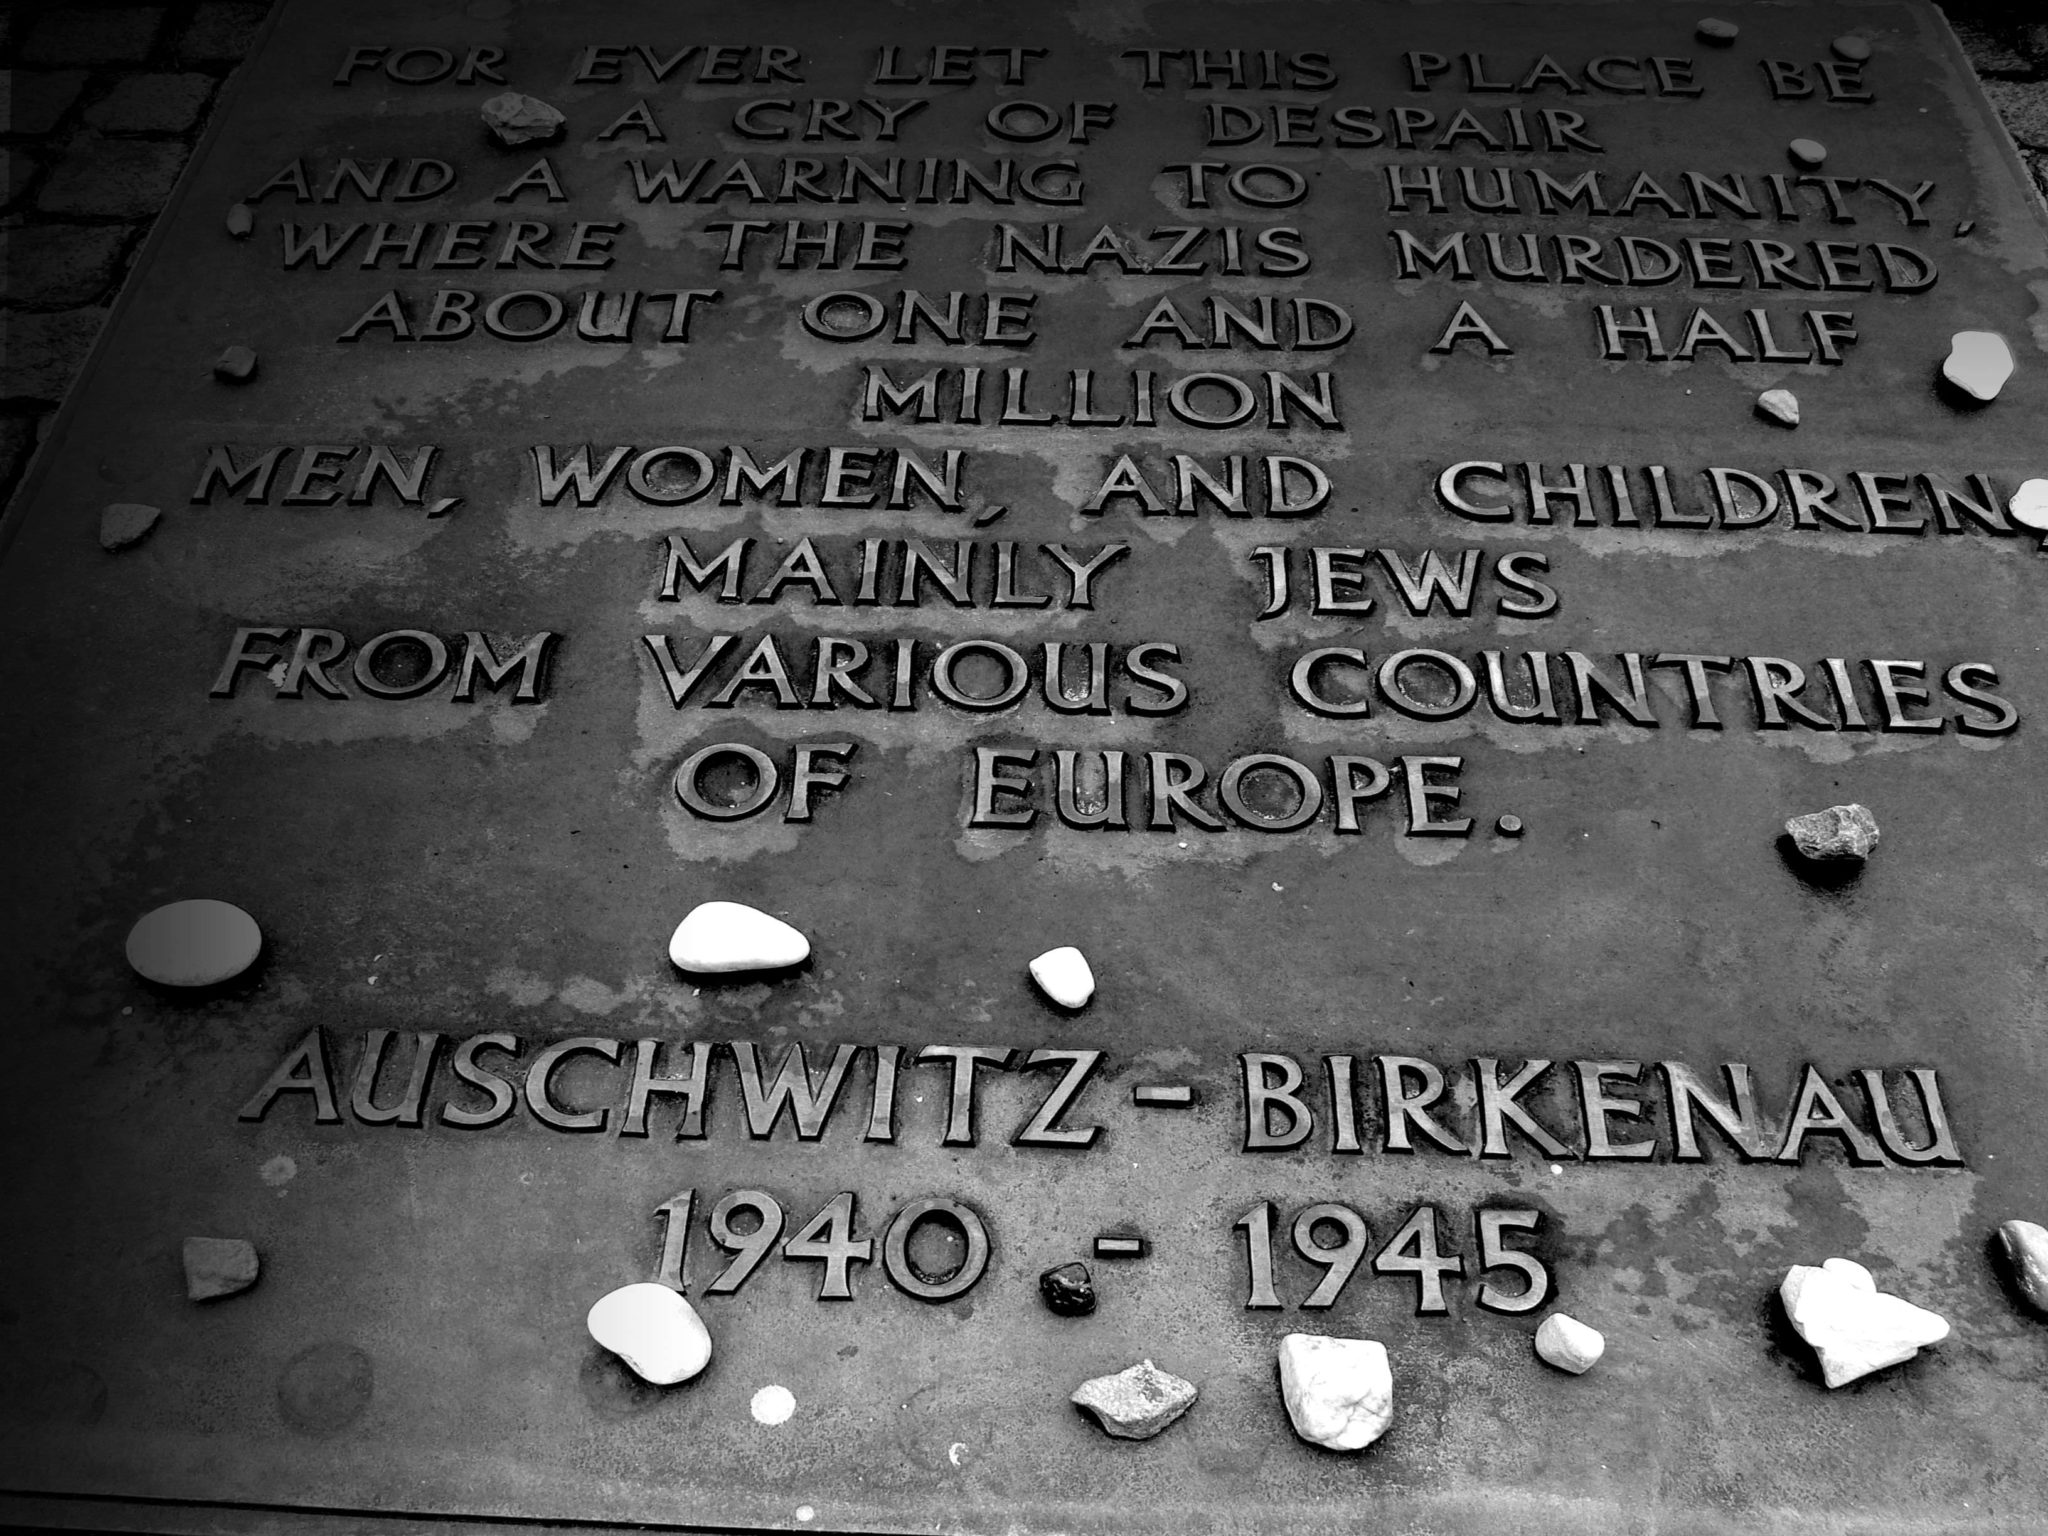 FOR EVER LET THIS PLACE BE
A CRY OF DESPAIR
AND A WARNING TO HUMANITY,
WHERE THE NAZIS MURDERED
ABOUT ONE AND A HALF
MILLION
MEN, WOMEN, AND CHILDREN,
MAINLY JEWS
FROM VARIOUS COUNTRIES
OF EUROPE.
AUSCHWITZ-BIRKENAU
1940 - 1945